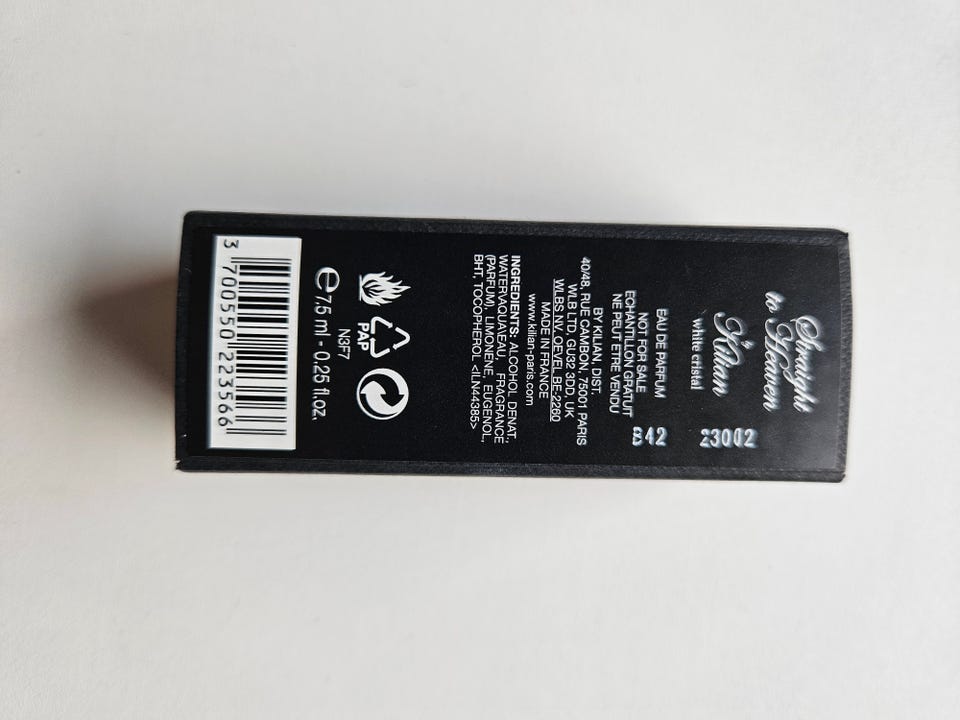 Straight
to Heaven
By Kilian
white cristal
23002
EAU DE PARFUM
NOT FOR SALE
ECHANTILLON GRATUIT
NE PEUT ETRE VENDU
BY KILIAN, DIST.
40/48, RUE CAMBON, 75001 PARIS
WLB LTD, GU32 3DD, UK
WLBS NV, OEVEL BE-2260
MADE IN FRANCE
www.kilian-paris.com
INGREDIENTS: ALCOHOL DENAT.,
WATER\AQUA\EAU, FRAGRANCE
(PARFUM), LIMONENE, EUGENOL,
BHT, TOCOPHEROL <ILN44385>
PAP
N3F7
e 7,5 ml - 0.25 fl.oz.
3 700550 223566